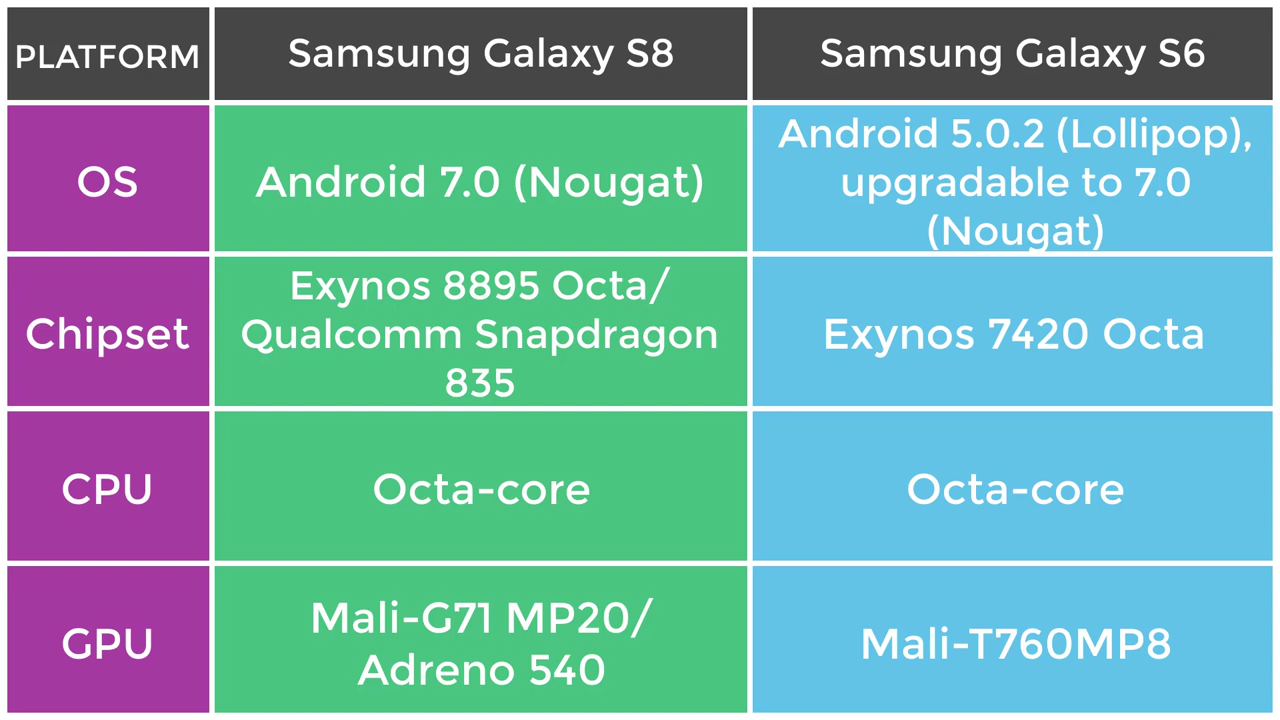 PLATFORM
Samsung Galaxy S8
Samsung Galaxy S6
OS
Android 7.0 (Nougat)
Android 5.0.2 (Lollipop),
upgradable to 7.0
(Nougat)
Chipset
Exynos 8895 Octa/
Qualcomm Snapdragon
835
Exynos 7420 Octa
CPU
Octa-core
Octa-core
GPU
Mali-G71 MP20/
Adreno 540
Mali-T760MP8